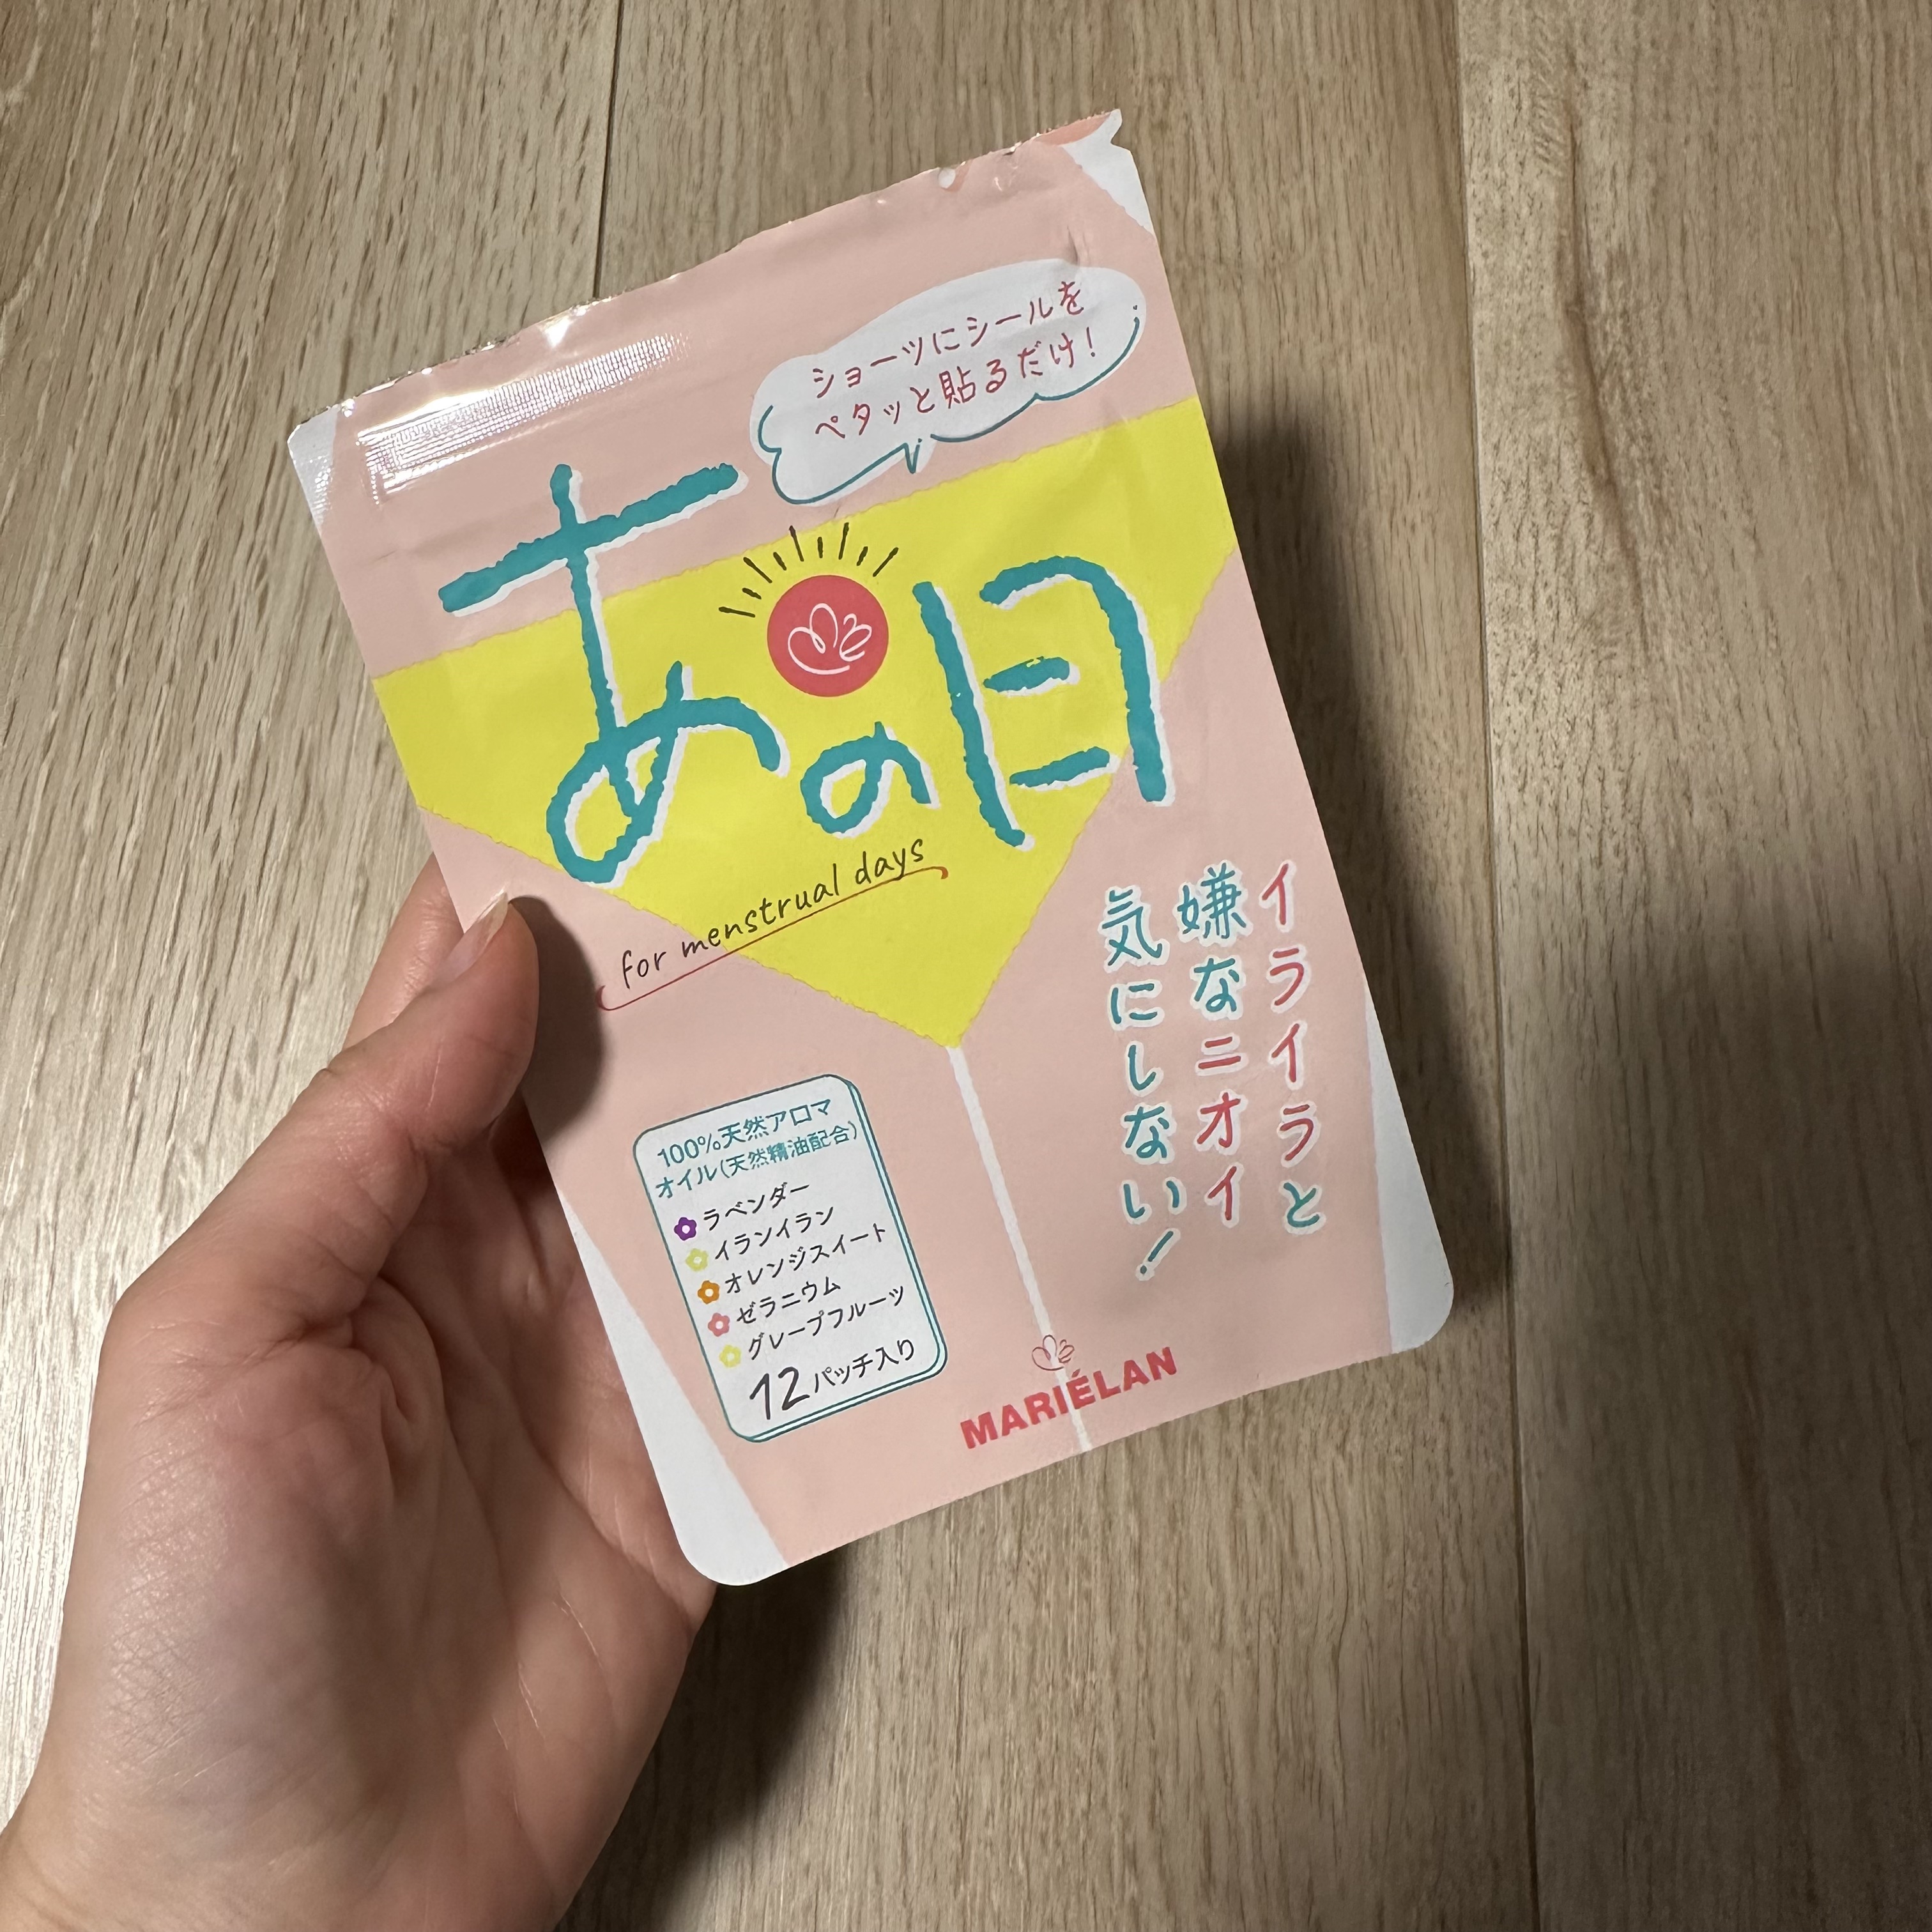 ショーツにシールを
ペタッと貼るだけ!
あの日
for menstrual days
イライラと
嫌なニオイ
気にしない!
100%天然アロマ
オイル(天然精油配合)
ラベンダー
イランイラン
オレンジスイート
ゼラニウム
グレープフルーツ
12パッチ入り
MARIÉLAN